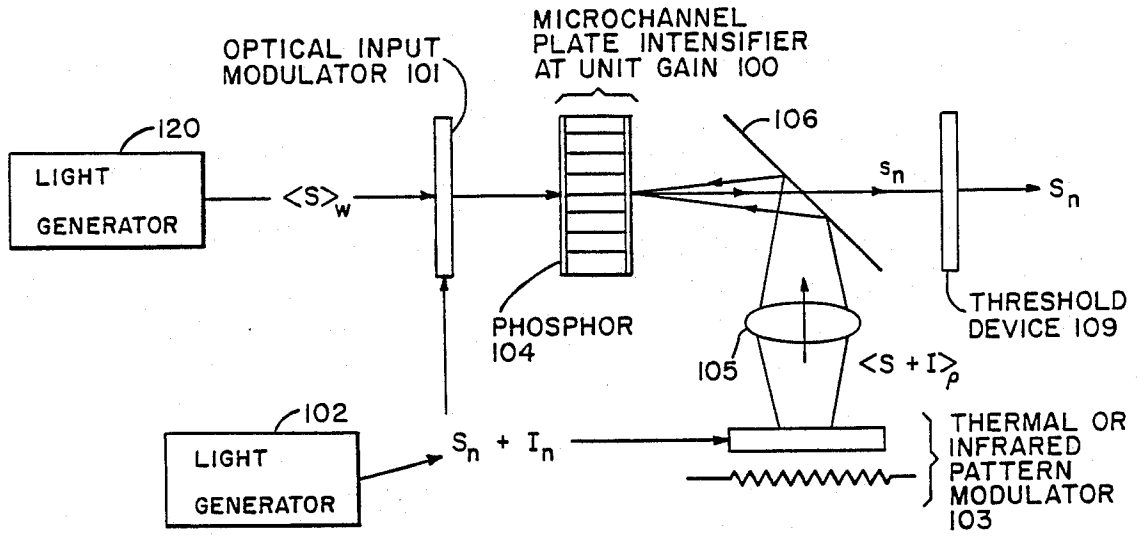 MICROCHANNEL
PLATE INTENSIFIER
AT UNIT GAIN 100
OPTICAL INPUT
MODULATOR 101
120
LIGHT
GENERATOR
<S>w
106
sn
Sn
PHOSPHOR
104
105
THRESHOLD
DEVICE 109
<S + I>ρ
102
LIGHT
GENERATOR
Sn + In
THERMAL OR
INFRARED
PATTERN
MODULATOR
103